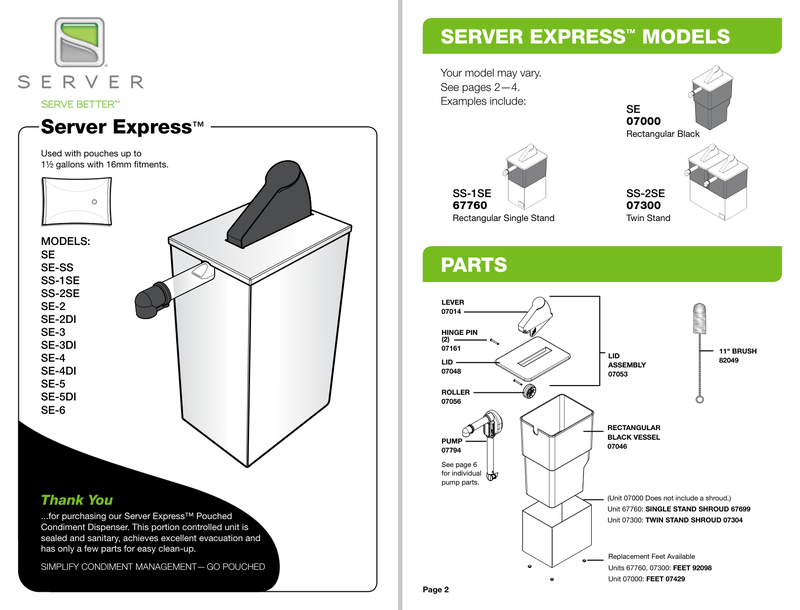 SERVER
SERVE BETTER™
Server Express™
Used with pouches up to
1½ gallons with 16mm fitments.
MODELS:
SE
SE-SS
SS-1SE
SS-2SE
SE-2
SE-2DI
SE-3
SE-3DI
SE-4
SE-4DI
SE-5
SE-5DI
SE-6
Thank You
...for purchasing our Server Express™ Pouched
Condiment Dispenser. This portion controlled unit is
sealed and sanitary, achieves excellent evacuation and
has only a few parts for easy clean-up.
SIMPLIFY CONDIMENT MANAGEMENT—GO POUCHED
SERVER EXPRESS™ MODELS
Your model may vary.
See pages 2—4.
Examples include:
SE
07000
Rectangular Black
SS-1SE
67760
Rectangular Single Stand
SS-2SE
07300
Twin Stand
PARTS
LEVER
07014
HINGE PIN
(2)
07161
LID
07048
ROLLER
07056
PUMP
07794
See page 6
for individual
pump parts.
LID
ASSEMBLY
07053
11" BRUSH
82049
RECTANGULAR
BLACK VESSEL
07046
(Unit 07000 Does not include a shroud.)
Unit 67760: SINGLE STAND SHROUD 67699
Unit 07300: TWIN STAND SHROUD 07304
Replacement Feet Available
Units 67760, 07300: FEET 92098
Unit 07000: FEET 07429
Page 2